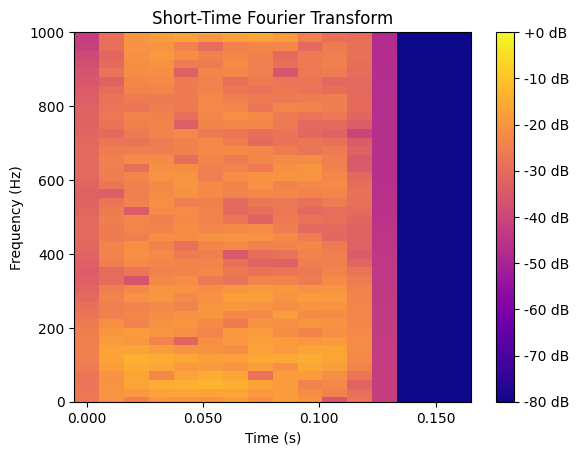 Short-Time Fourier Transform
Frequency (Hz)
1000
800
600
400
200
0
0.000
0.050
0.100
0.150
Time (s)
+0 dB
-10 dB
-20 dB
-30 dB
-40 dB
-50 dB
-60 dB
-70 dB
-80 dB